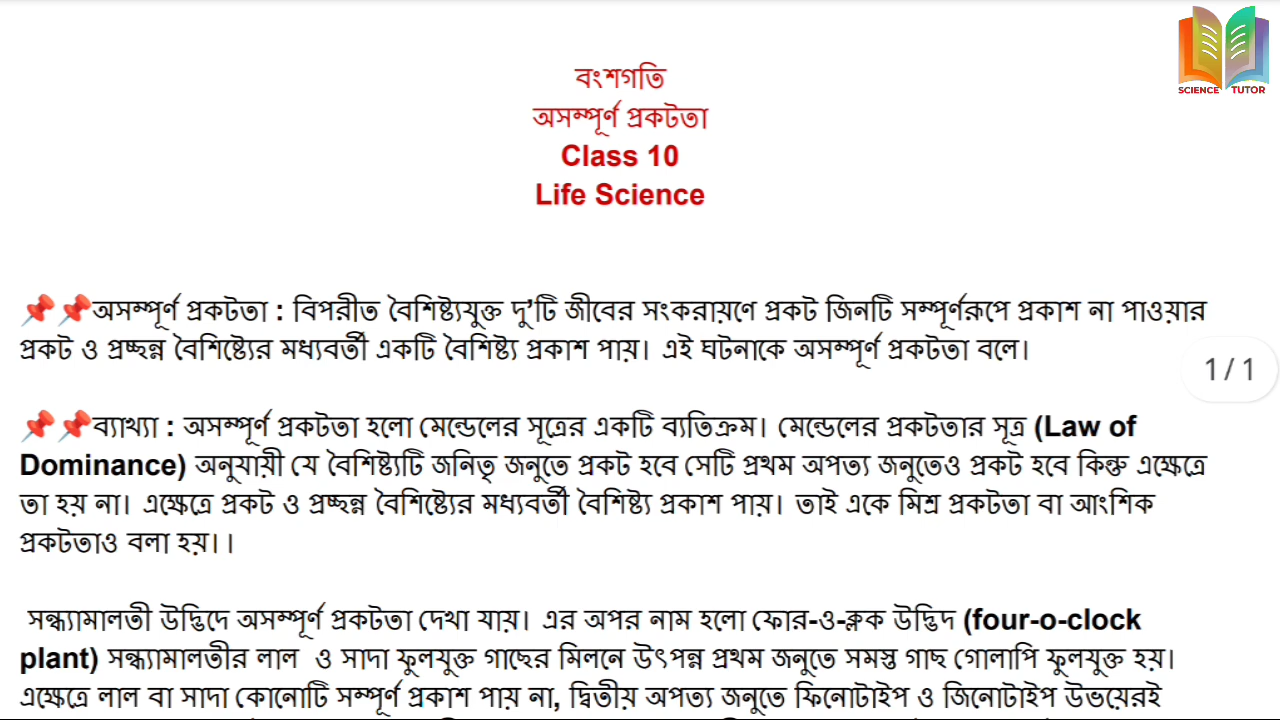 SCIENCE TUTOR
বংশগতি
অসম্পূর্ণ প্রকটতা
Class 10
Life Science
অসম্পূর্ণ প্রকটতা : বিপরীত বৈশিষ্ট্যযুক্ত দু'টি জীবের সংকরায়ণে প্রকট জিনটি সম্পূর্ণরূপে প্রকাশ না পাওয়ার
প্রকট ও প্রচ্ছন্ন বৈশিষ্ট্যের মধ্যবর্তী একটি বৈশিষ্ট্য প্রকাশ পায়। এই ঘটনাকে অসম্পূর্ণ প্রকটতা বলে।
1 / 1
ব্যাখ্যা : অসম্পূর্ণ প্রকটতা হলো মেন্ডেলের সূত্রের একটি ব্যতিক্রম। মেন্ডেলের প্রকটতার সূত্র (Law of
Dominance) অনুযায়ী যে বৈশিষ্ট্যটি জনিতৃ জনুতে প্রকট হবে সেটি প্রথম অপত্য জনুতেও প্রকট হবে কিন্তু এক্ষেত্রে
তা হয় না। এক্ষেত্রে প্রকট ও প্রচ্ছন্ন বৈশিষ্ট্যের মধ্যবর্তী বৈশিষ্ট্য প্রকাশ পায়। তাই একে মিশ্র প্রকটতা বা আংশিক
প্রকটতাও বলা হয়।।
সন্ধ্যামালতী উদ্ভিদে অসম্পূর্ণ প্রকটতা দেখা যায়। এর অপর নাম হলো ফোর-ও-ক্লক উদ্ভিদ (four-o-clock
plant) সন্ধ্যামালতীর লাল ও সাদা ফুলযুক্ত গাছের মিলনে উৎপন্ন প্রথম জনুতে সমস্ত গাছ গোলাপি ফুলযুক্ত হয়।
এক্ষেত্রে লাল বা সাদা কোনোটি সম্পূর্ণ প্রকাশ পায় না, দ্বিতীয় অপত্য জনুতে ফিনোটাইপ ও জিনোটাইপ উভয়েরই